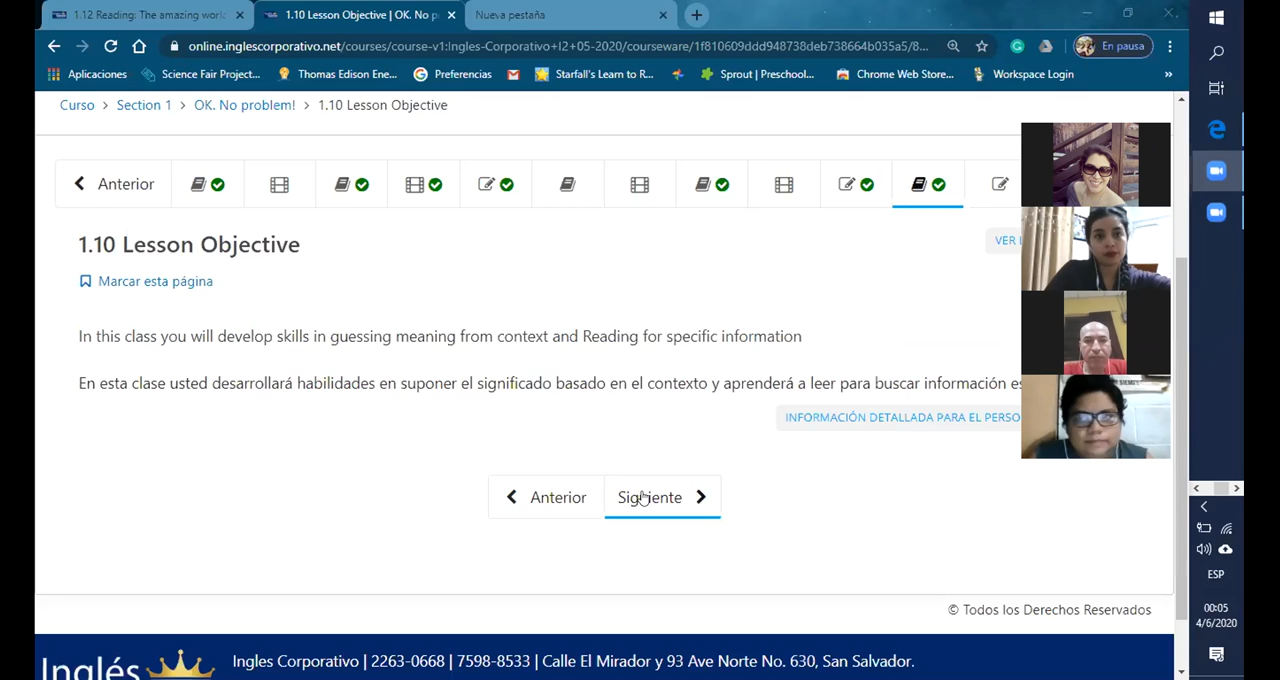 1.12 Reading: The amazing work
1.10 Lesson Objective | OK. No p
Nueva pestaña
online.inglescorporativo.net/courses/course-v1:Ingles-Corporativo+I2+05-2020/courseware/1f810609ddd948738deb738664b035a5/8...
En pausa
Aplicaciones
Science Fair Project...
Thomas Edison Ene...
Preferencias
Starfall's Learn to R...
Sprout | Preschool...
Chrome Web Store...
Workspace Login
Curso > Section 1 > OK. No problem! > 1.10 Lesson Objective
Anterior
1.10 Lesson Objective
VER
Marcar esta página
In this class you will develop skills in guessing meaning from context and Reading for specific information
En esta clase usted desarrollará habilidades en suponer el significado basado en el contexto y aprenderá a leer para buscar información es
INFORMACIÓN DETALLADA PARA EL PERSO
Anterior
Siguiente
© Todos los Derechos Reservados
Inglés
Ingles Corporativo | 2263-0668 | 7598-8533 | Calle El Mirador y 93 Ave Norte No. 630, San Salvador.
ESP
00:05
4/6/2020